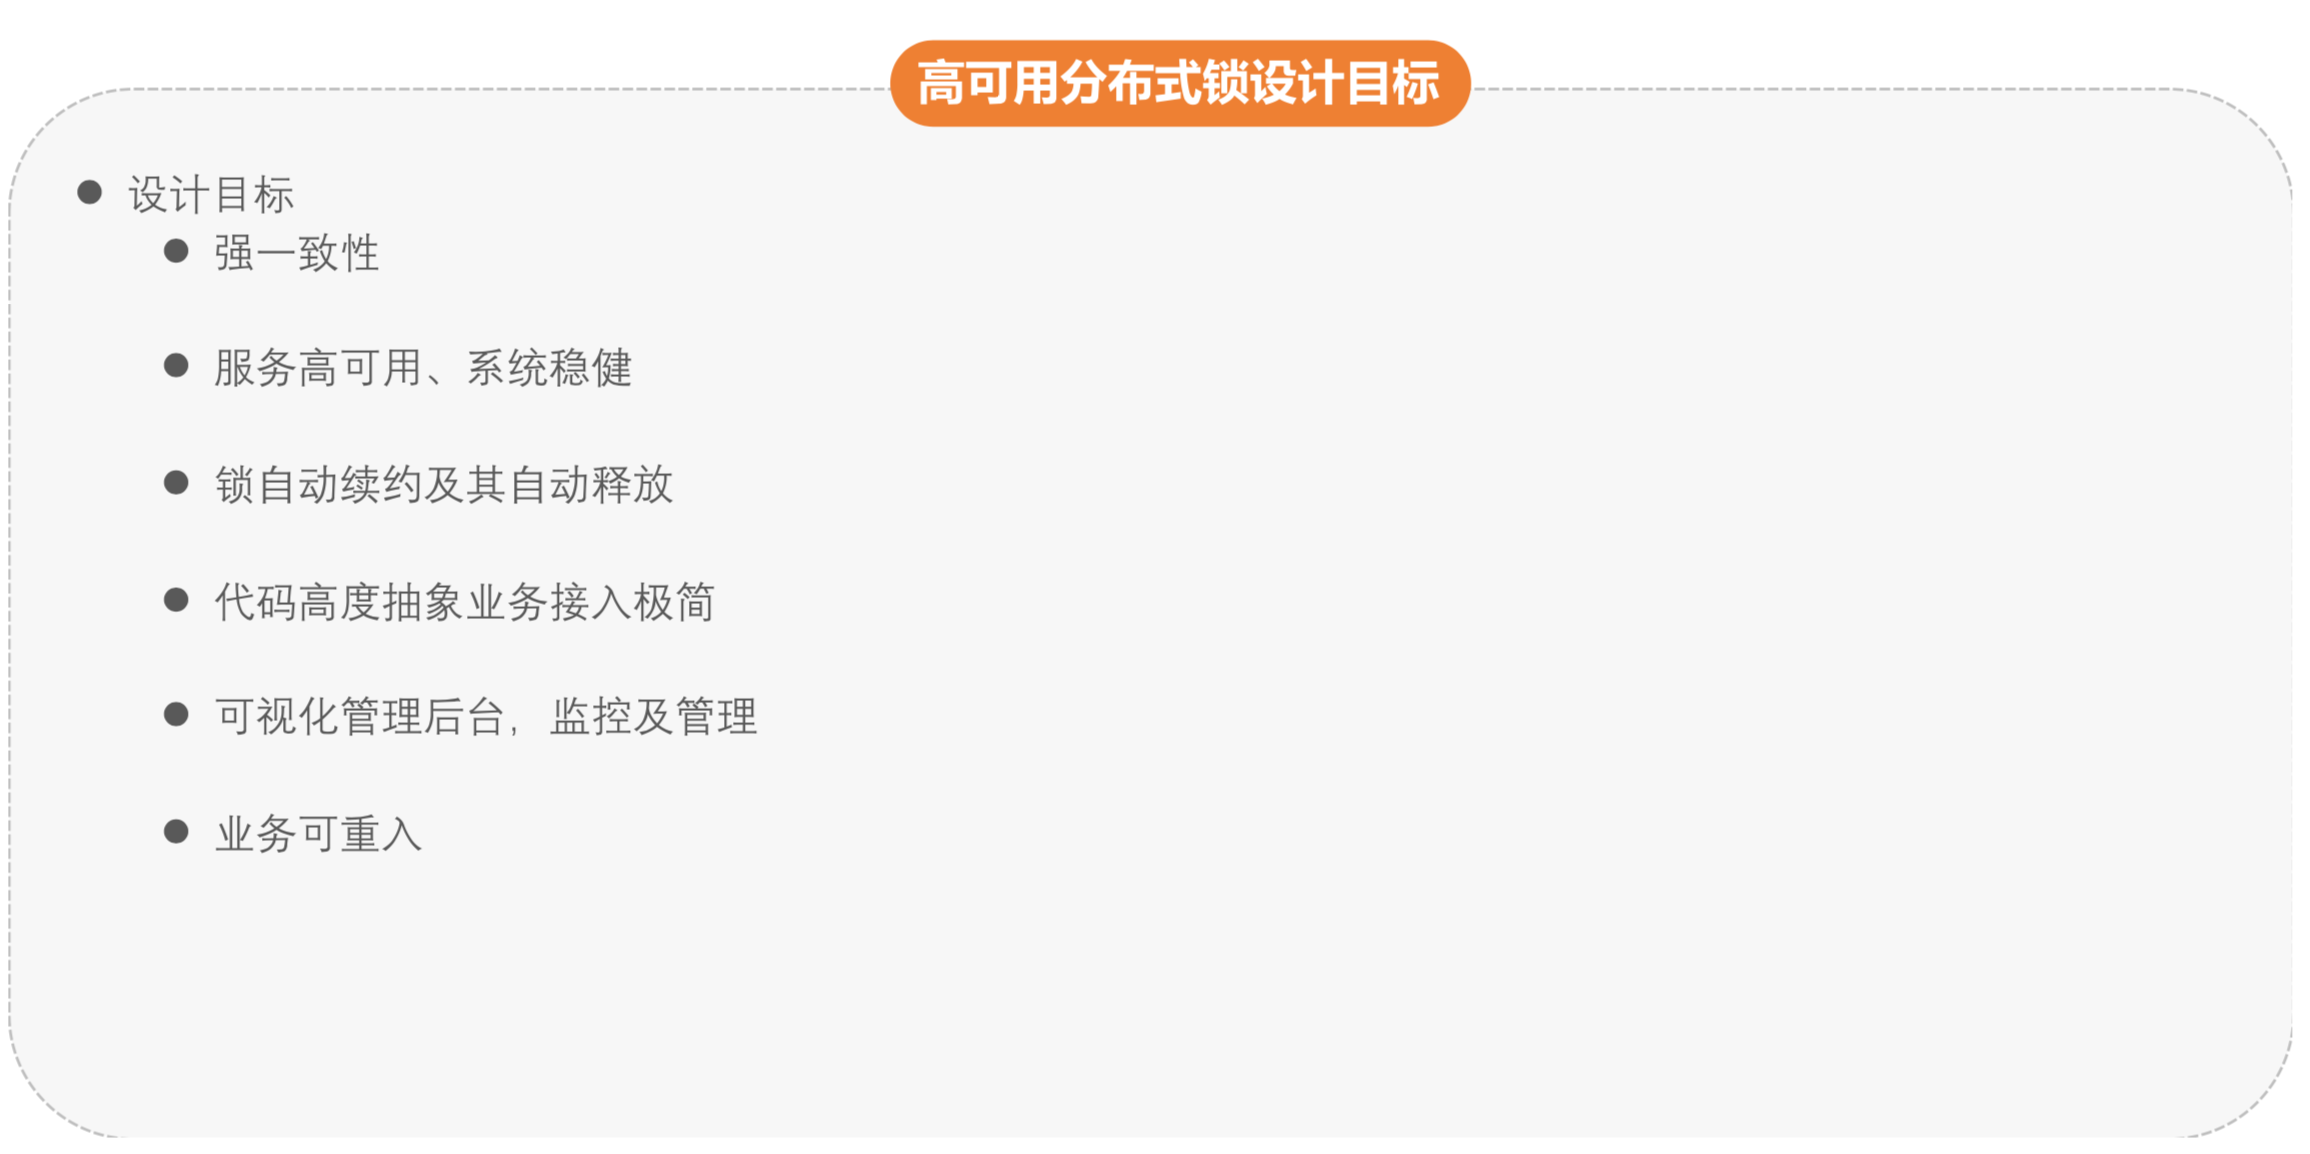 高可用分布式锁设计目标
设计目标
强一致性
服务高可用、系统稳健
锁自动续约及其自动释放
代码高度抽象业务接入极简
可视化管理后台，监控及管理
业务可重入